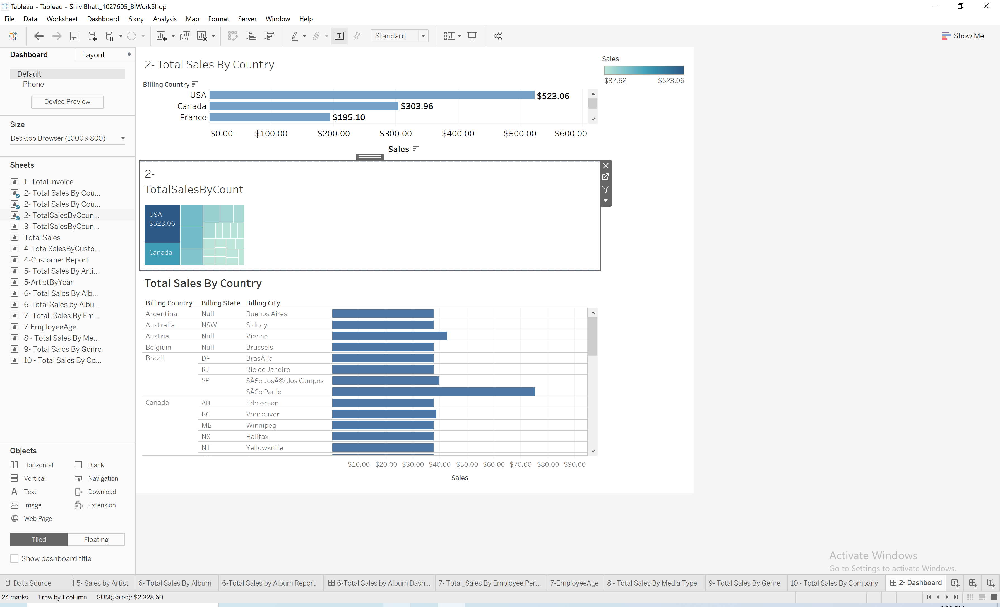 Tableau - Tableau - ShiviBhatt_1027605_BIWorkShop
File Data Worksheet Dashboard Story Analysis Map Format Server Window Help
Standard
Show Me
Dashboard
Layout
Default
Phone
Device Preview
Size
Desktop Browser (1000 x 800)
Sheets
1- Total Invoice
2- Total Sales By Cou...
2- Total Sales By Cou...
2- TotalSalesByCoun...
3- TotalSalesByCoun...
Total Sales
4-TotalSalesByCusto...
4-Customer Report
5- Total Sales By Arti...
5-ArtistByYear
6- Total Sales By Alb...
6-Total Sales by Albu...
7- Total_Sales By Em...
7-EmployeeAge
8 - Total Sales By Me...
9- Total Sales By Genre
10 - Total Sales By Co...
Objects
Horizontal Blank
Vertical Navigation
Text Download
Image Extension
Web Page
Tiled Floating
Show dashboard title
2- Total Sales By Country
Billing Country
USA $523.06
Canada $303.96
France $195.10
$0.00 $100.00 $200.00 $300.00 $400.00 $500.00 $600.00
Sales
Sales
$37.62 $523.06
2-
TotalSalesByCount
USA
$523.06
Canada
Total Sales By Country
Billing Country Billing State Billing City
Argentina Null Buenos Aires
Australia NSW Sidney
Austria Null Vienne
Belgium Null Brussels
Brazil DF BrasÃlia
RJ Rio de Janeiro
SP SÃ£o JosÃ© dos Campos
SÃ£o Paulo
Canada AB Edmonton
BC Vancouver
MB Winnipeg
NS Halifax
NT Yellowknife
$10.00 $20.00 $30.00 $40.00 $50.00 $60.00 $70.00 $80.00 $90.00
Sales
Activate Windows
Go to Settings to activate Windows.
Data Source 5- Sales by Artist 6- Total Sales By Album 6-Total Sales by Album Report 6-Total Sales by Album Dash... 7- Total_Sales By Employee Per... 7-EmployeeAge 8 - Total Sales By Media Type 9- Total Sales By Genre 10 - Total Sales By Company 2- Dashboard
24 marks 1 row by 1 column SUM(Sales): $2,328.60